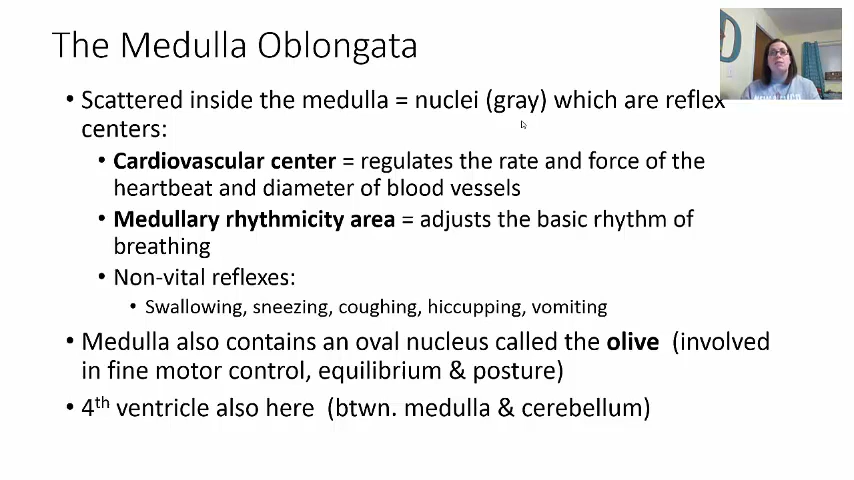 The Medulla Oblongata
• Scattered inside the medulla = nuclei (gray) which are reflex
centers:
• Cardiovascular center = regulates the rate and force of the
heartbeat and diameter of blood vessels
• Medullary rhythmicity area = adjusts the basic rhythm of
breathing
• Non-vital reflexes:
• Swallowing, sneezing, coughing, hiccupping, vomiting
• Medulla also contains an oval nucleus called the olive (involved
in fine motor control, equilibrium & posture)
• 4th ventricle also here (btwn. medulla & cerebellum)